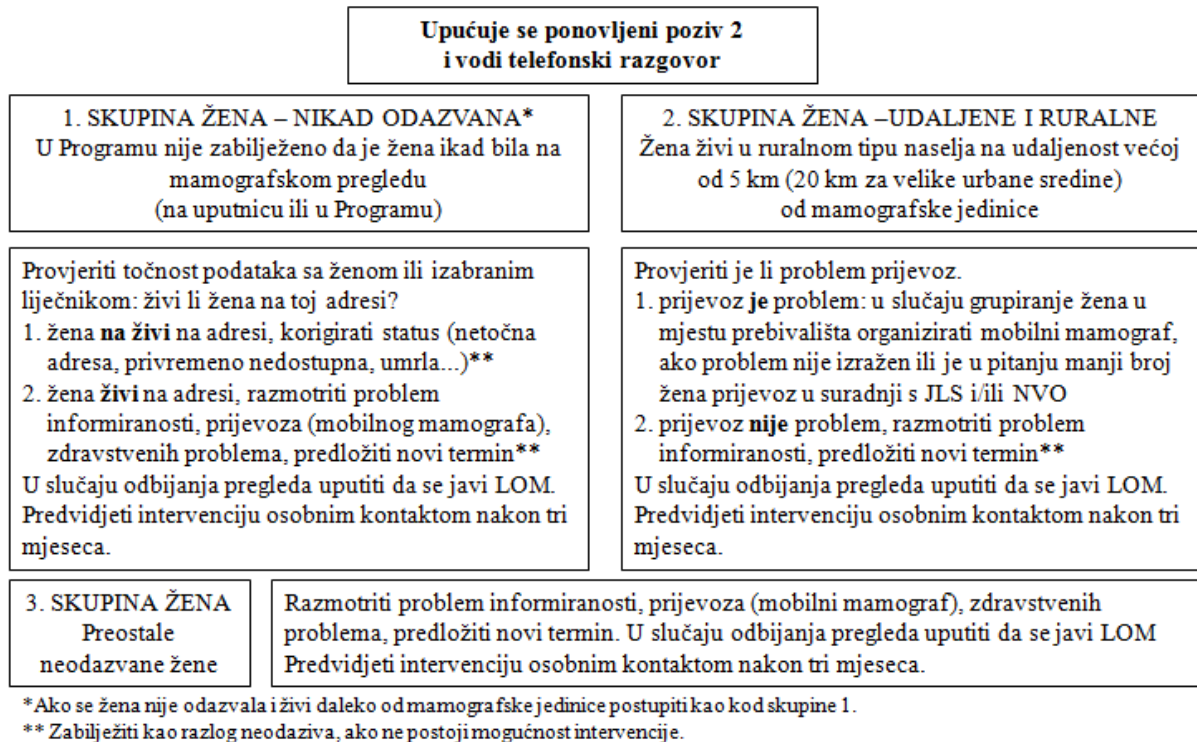 Upućuje se ponovljeni poziv 2
i vodi telefonski razgovor
1. SKUPINA ŽENA – NIKAD ODAZVANA*
U Programu nije zabilježeno da je žena ikad bila na
mamografskom pregledu
(na uputnicu ili u Programu)
2. SKUPINA ŽENA –UDALJENE I RURALNE
Žena živi u ruralnom tipu naselja na udaljenost većoj
od 5 km (20 km za velike urbane sredine)
od mamografske jedinice
Provjeriti točnost podataka sa ženom ili izabranim
liječnikom: živi li žena na toj adresi?
1. žena na živi na adresi, korigirati status (netočna
adresa, privremeno nedostupna, umrla...)**
2. žena živi na adresi, razmotriti problem
informiranosti, prijevoza (mobilnog mamografa),
zdravstvenih problema, predložiti novi termin**
U slučaju odbijanja pregleda uputiti da se javi LOM.
Predvidjeti intervenciju osobnim kontaktom nakon tri
mjeseca.
Provjeriti je li problem prijevoz.
1. prijevoz je problem: u slučaju grupiranje žena u
mjestu prebivališta organizirati mobilni mamograf,
ako problem nije izražen ili je u pitanju manji broj
žena prijevoz u suradnji s JLS i/ili NVO
2. prijevoz nije problem, razmotriti problem
informiranosti, predložiti novi termin**
U slučaju odbijanja pregleda uputiti da se javi LOM.
Predvidjeti intervenciju osobnim kontaktom nakon tri
mjeseca.
3. SKUPINA ŽENA
Preostale
neodazvane žene
Razmotriti problem informiranosti, prijevoza (mobilni mamograf), zdravstvenih
problema, predložiti novi termin. U slučaju odbijanja pregleda uputiti da se javi LOM
Predvidjeti intervenciju osobnim kontaktom nakon tri mjeseca.
*Ako se žena nije odazvala i živi daleko od mamografske jedinice postupiti kao kod skupine 1.
** Zabilježiti kao razlog neodaziva, ako ne postoji mogućnost intervencije.